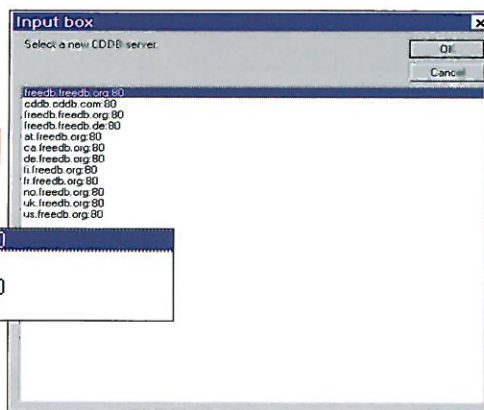 Input box
Select a new CDDB server.
OK
Cancel
freedb.freedb.org:80
cddb.cddb.com:80
freedb.freedb.org:80
freedb.freedb.de:80
at.freedb.org:80
ca.freedb.org:80
de.freedb.org:80
fi.freedb.org:80
fr.freedb.org:80
no.freedb.org:80
uk.freedb.org:80
us.freedb.org:80